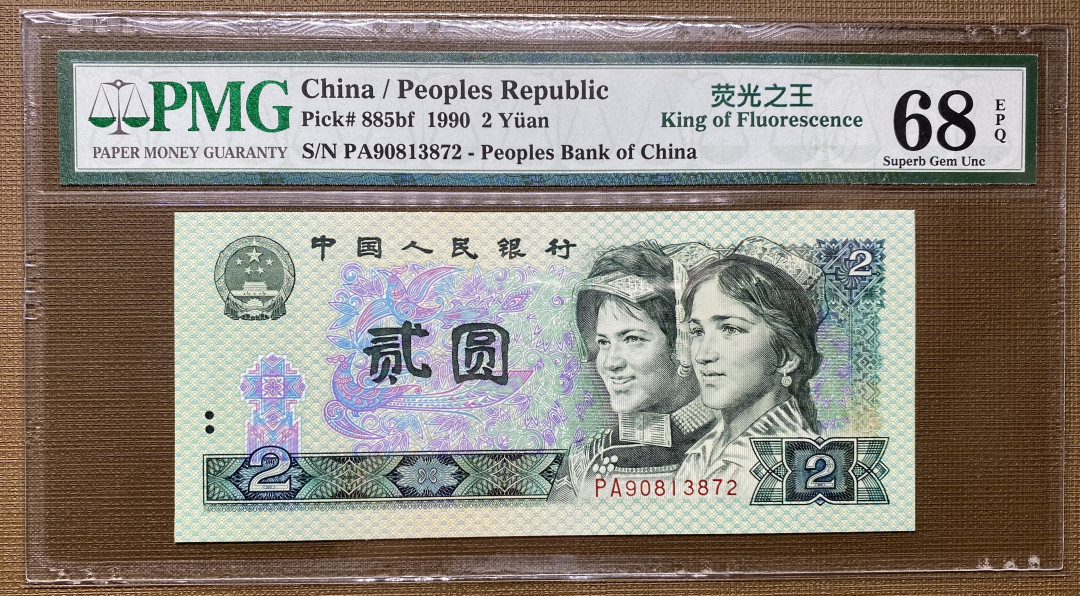 PMG
PAPER MONEY GUARANTY
China / Peoples Republic
Pick# 885bf 1990 2 Yüan
S/N PA90813872 - Peoples Bank of China
荧光之王
King of Fluorescence
68
EPQ
Superb Gem Unc
中国人民银行
2
贰圆
2
PA90813872
2